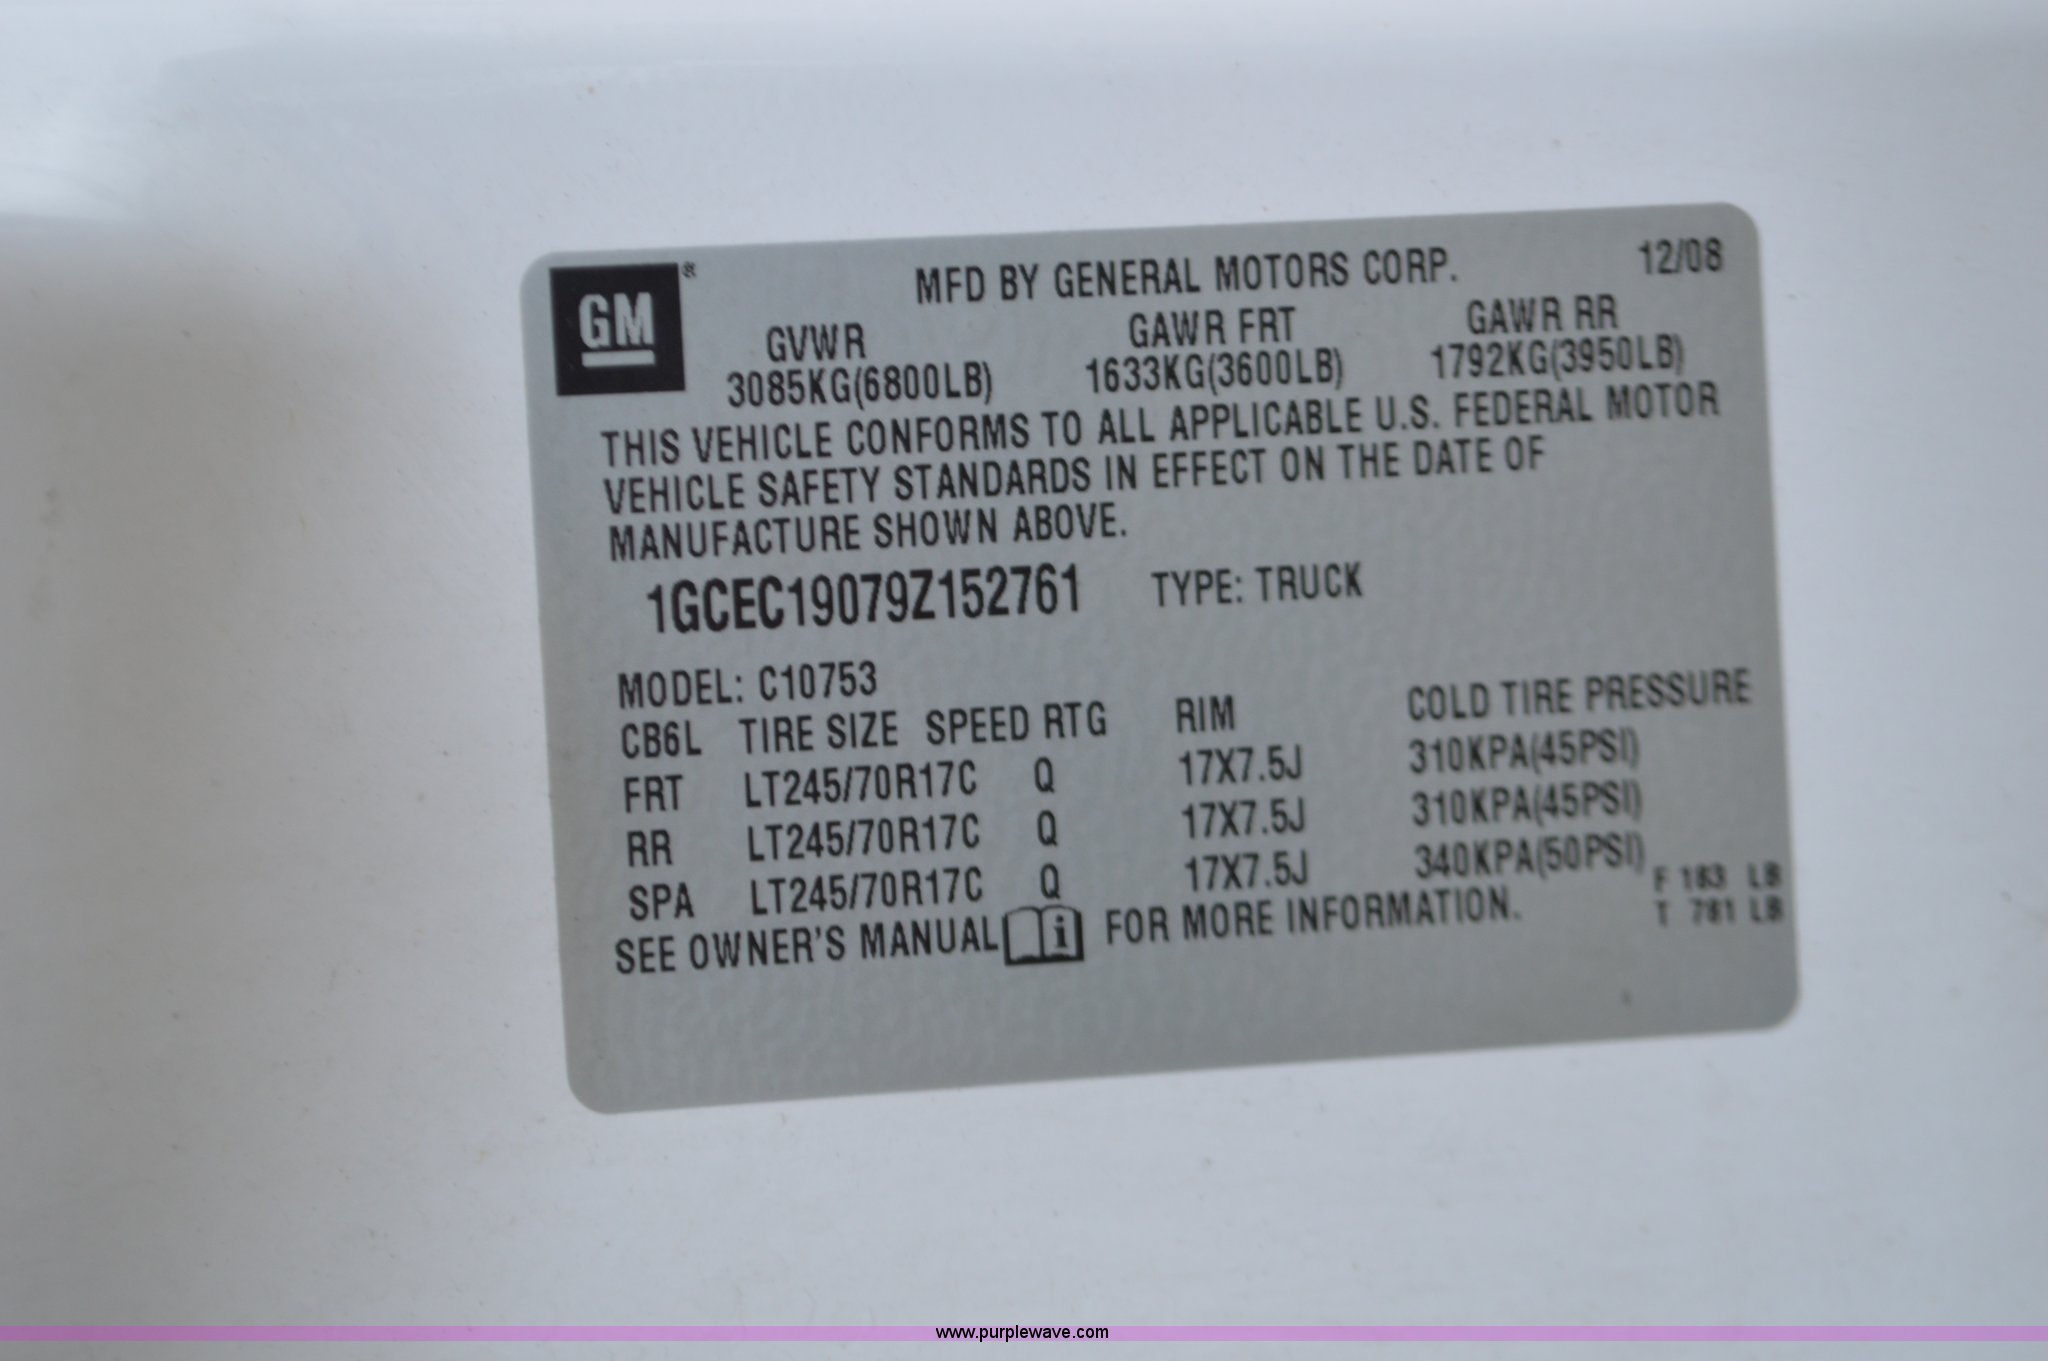 GM®
MFD BY GENERAL MOTORS CORP. 12/08
GVWR GAWR FRT GAWR RR
3085KG(6800LB) 1633KG(3600LB) 1792KG(3950LB)
THIS VEHICLE CONFORMS TO ALL APPLICABLE U.S. FEDERAL MOTOR
VEHICLE SAFETY STANDARDS IN EFFECT ON THE DATE OF
MANUFACTURE SHOWN ABOVE.
1GCEC19079Z152761 TYPE: TRUCK
MODEL: C10753
CB6L TIRE SIZE SPEED RTG RIM COLD TIRE PRESSURE
FRT LT245/70R17C Q 17X7.5J 310KPA(45PSI)
RR LT245/70R17C Q 17X7.5J 310KPA(45PSI)
SPA LT245/70R17C Q 17X7.5J 340KPA(50PSI)
F LB
SEE OWNER'S MANUAL i FOR MORE INFORMATION.
T LB
www.purplewave.com